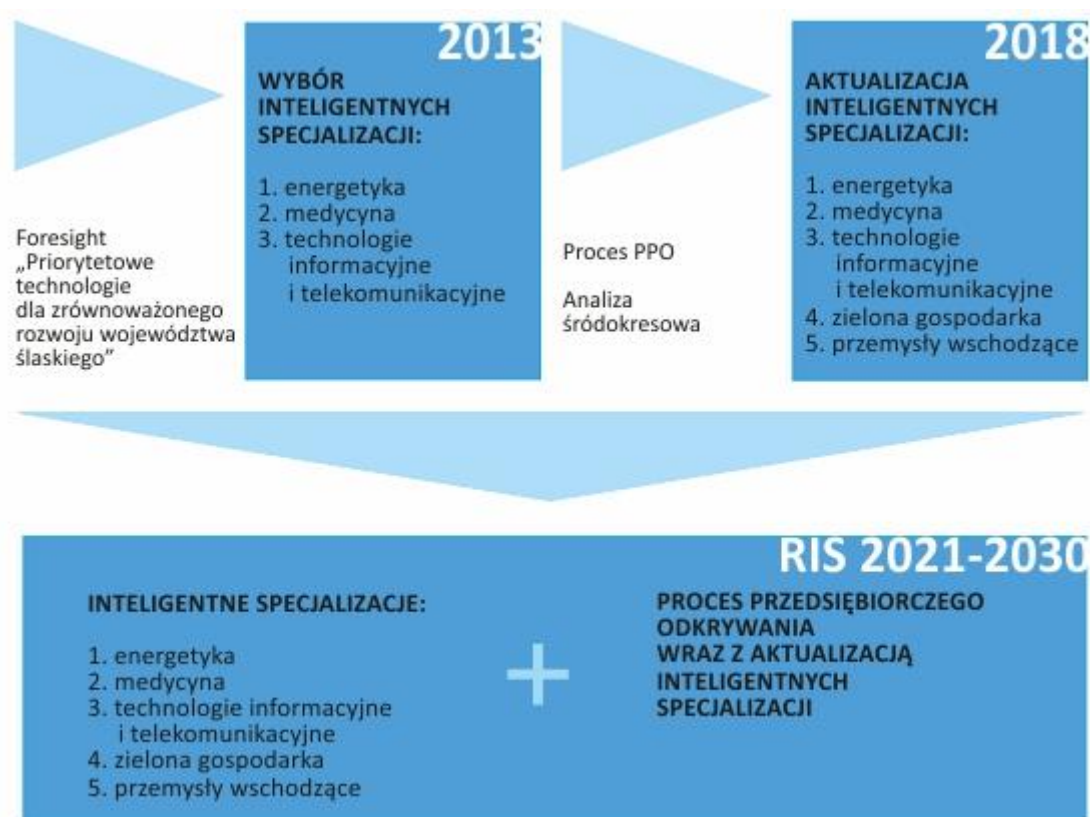 Foresight
„Priorytetowe
technologie
dla zrównoważonego
rozwoju województwa
ślaskiego”
2013
WYBÓR
INTELIGENTNYCH
SPECJALIZACJI:
1. energetyka
2. medycyna
3. technologie
informacyjne
i telekomunikacyjne
Proces PPO
Analiza
śródokresowa
2018
AKTUALIZACJA
INTELIGENTNYCH
SPECJALIZACJI:
1. energetyka
2. medycyna
3. technologie
informacyjne
i telekomunikacyjne
4. zielona gospodarka
5. przemysły wschodzące
RIS 2021-2030
INTELIGENTNE SPECJALIZACJE:
1. energetyka
2. medycyna
3. technologie informacyjne
i telekomunikacyjne
4. zielona gospodarka
5. przemysły wschodzące
+
PROCES PRZEDSIĘBIORCZEGO
ODKRYWANIA
WRAZ Z AKTUALIZACJĄ
INTELIGENTNYCH
SPECJALIZACJI